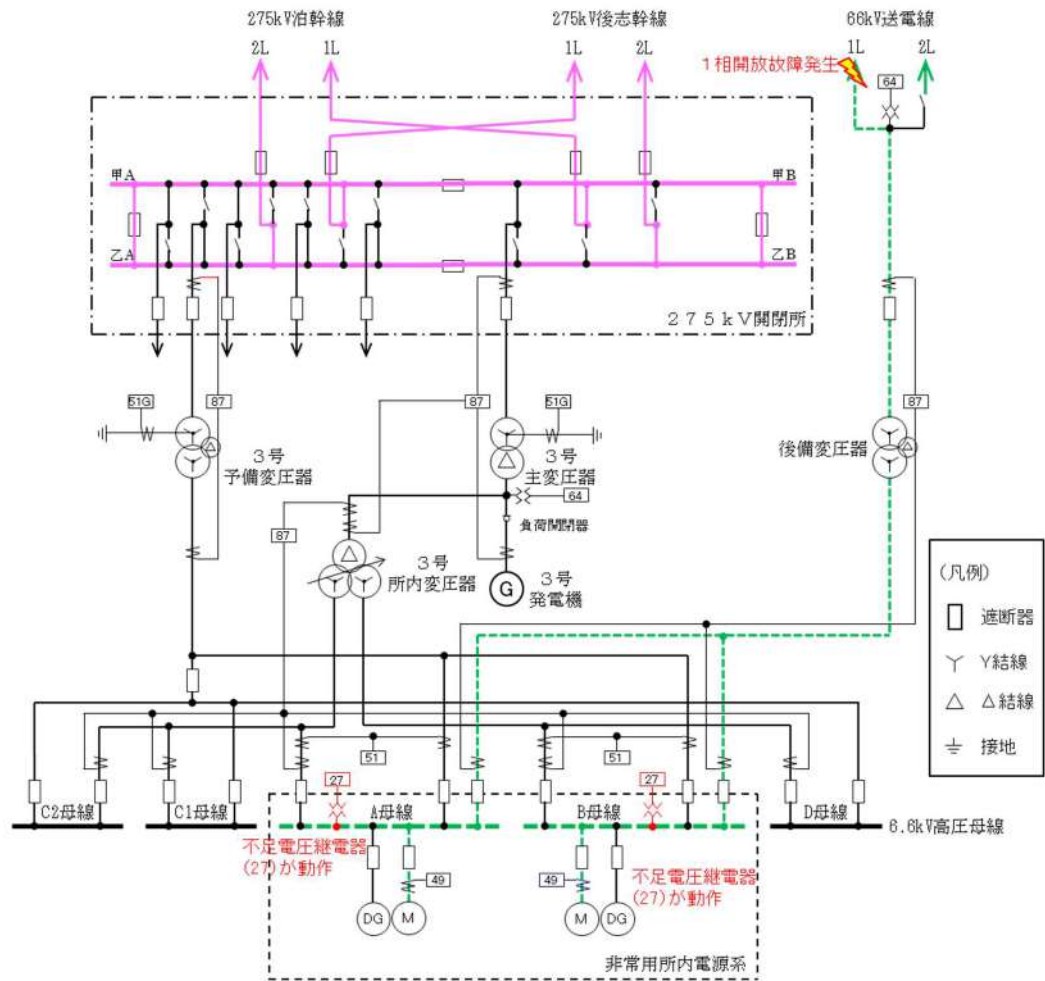 275kV泊幹線
275kV後志幹線
66kV送電線
2L
1L
1L
2L
1L
2L
1相開放故障発生
64
甲A
甲B
乙A
乙B
275kV開閉所
51G
87
87
51G
87
3号
予備変圧器
3号
主変圧器
後備変圧器
64
87
負荷開閉器
3号
所内変圧器
G
3号
発電機
(凡例)
遮断器
Y結線
△結線
接地
51
51
27
27
C2母線
C1母線
A母線
B母線
D母線
6.6kV高圧母線
不足電圧継電器
(27)が動作
不足電圧継電器
(27)が動作
49
49
DG
M
M
DG
非常用所内電源系